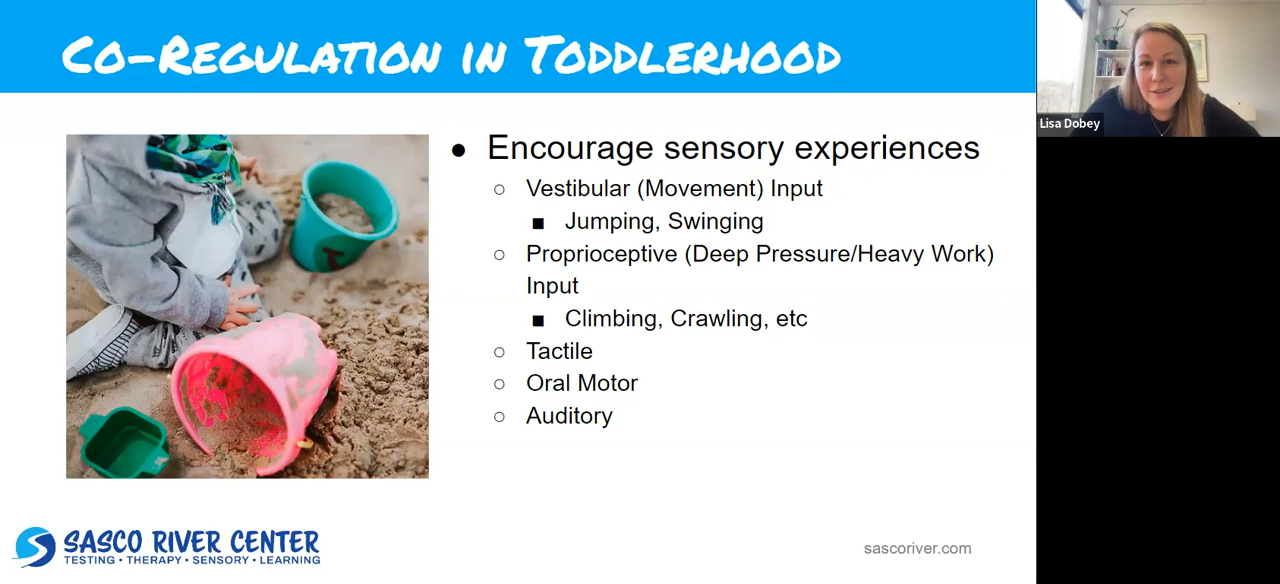 Co-Regulation in Toddlerhood
Lisa Dobey
● Encourage sensory experiences
○ Vestibular (Movement) Input
■ Jumping, Swinging
○ Proprioceptive (Deep Pressure/Heavy Work)
Input
■ Climbing, Crawling, etc
○ Tactile
○ Oral Motor
○ Auditory
SASCO RIVER CENTER
TESTING • THERAPY • SENSORY • LEARNING
sascoriver.com